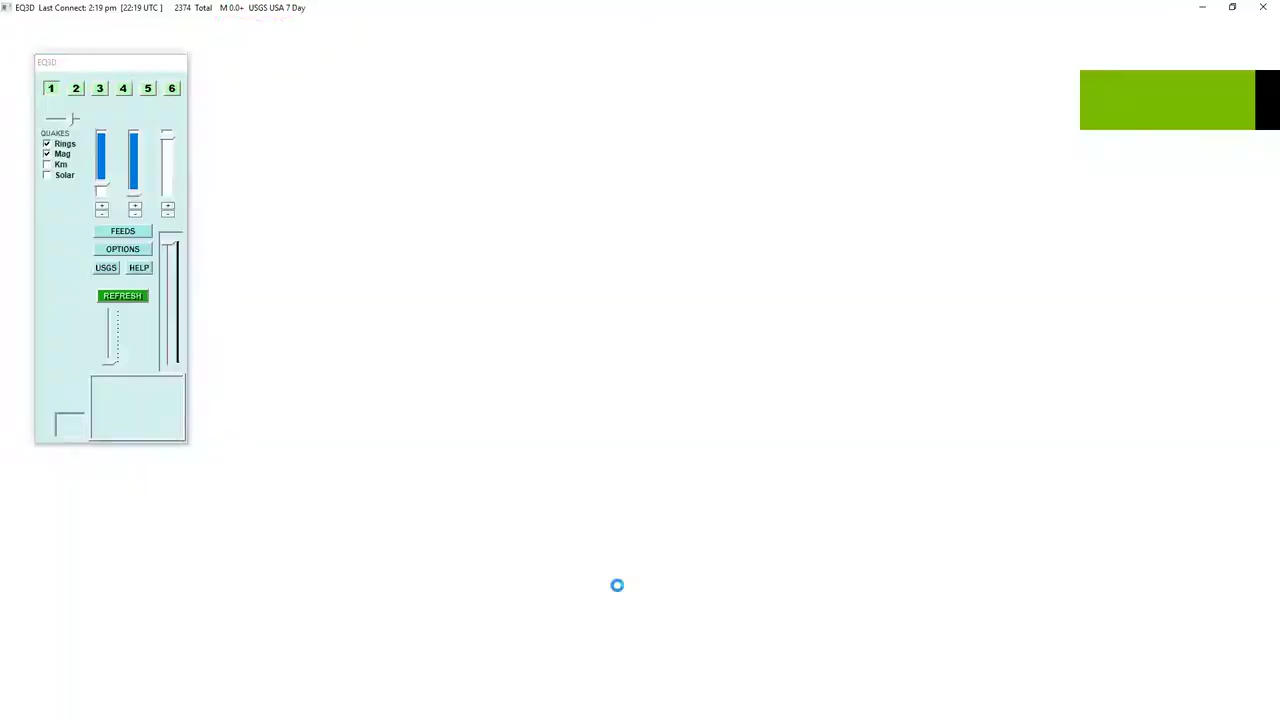 EQ3D Last Connect: 2:19 pm [22:19 UTC ] 2374 Total M 0.0+ USGS USA 7 Day
EQ3D
1 2 3 4 5 6
QUAKES
Rings
Mag
Km
Solar
+ + +
- - -
FEEDS
OPTIONS
USGS HELP
REFRESH